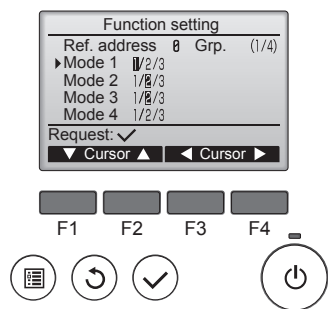 Function setting
Ref. address 0 Grp. (1/4)
Mode 1 1/2/3
Mode 2 1/2/3
Mode 3 1/2/3
Mode 4 1/2/3
Request: ✓
▼ Cursor ▲ ◀ Cursor ▶
F1 F2 F3 F4